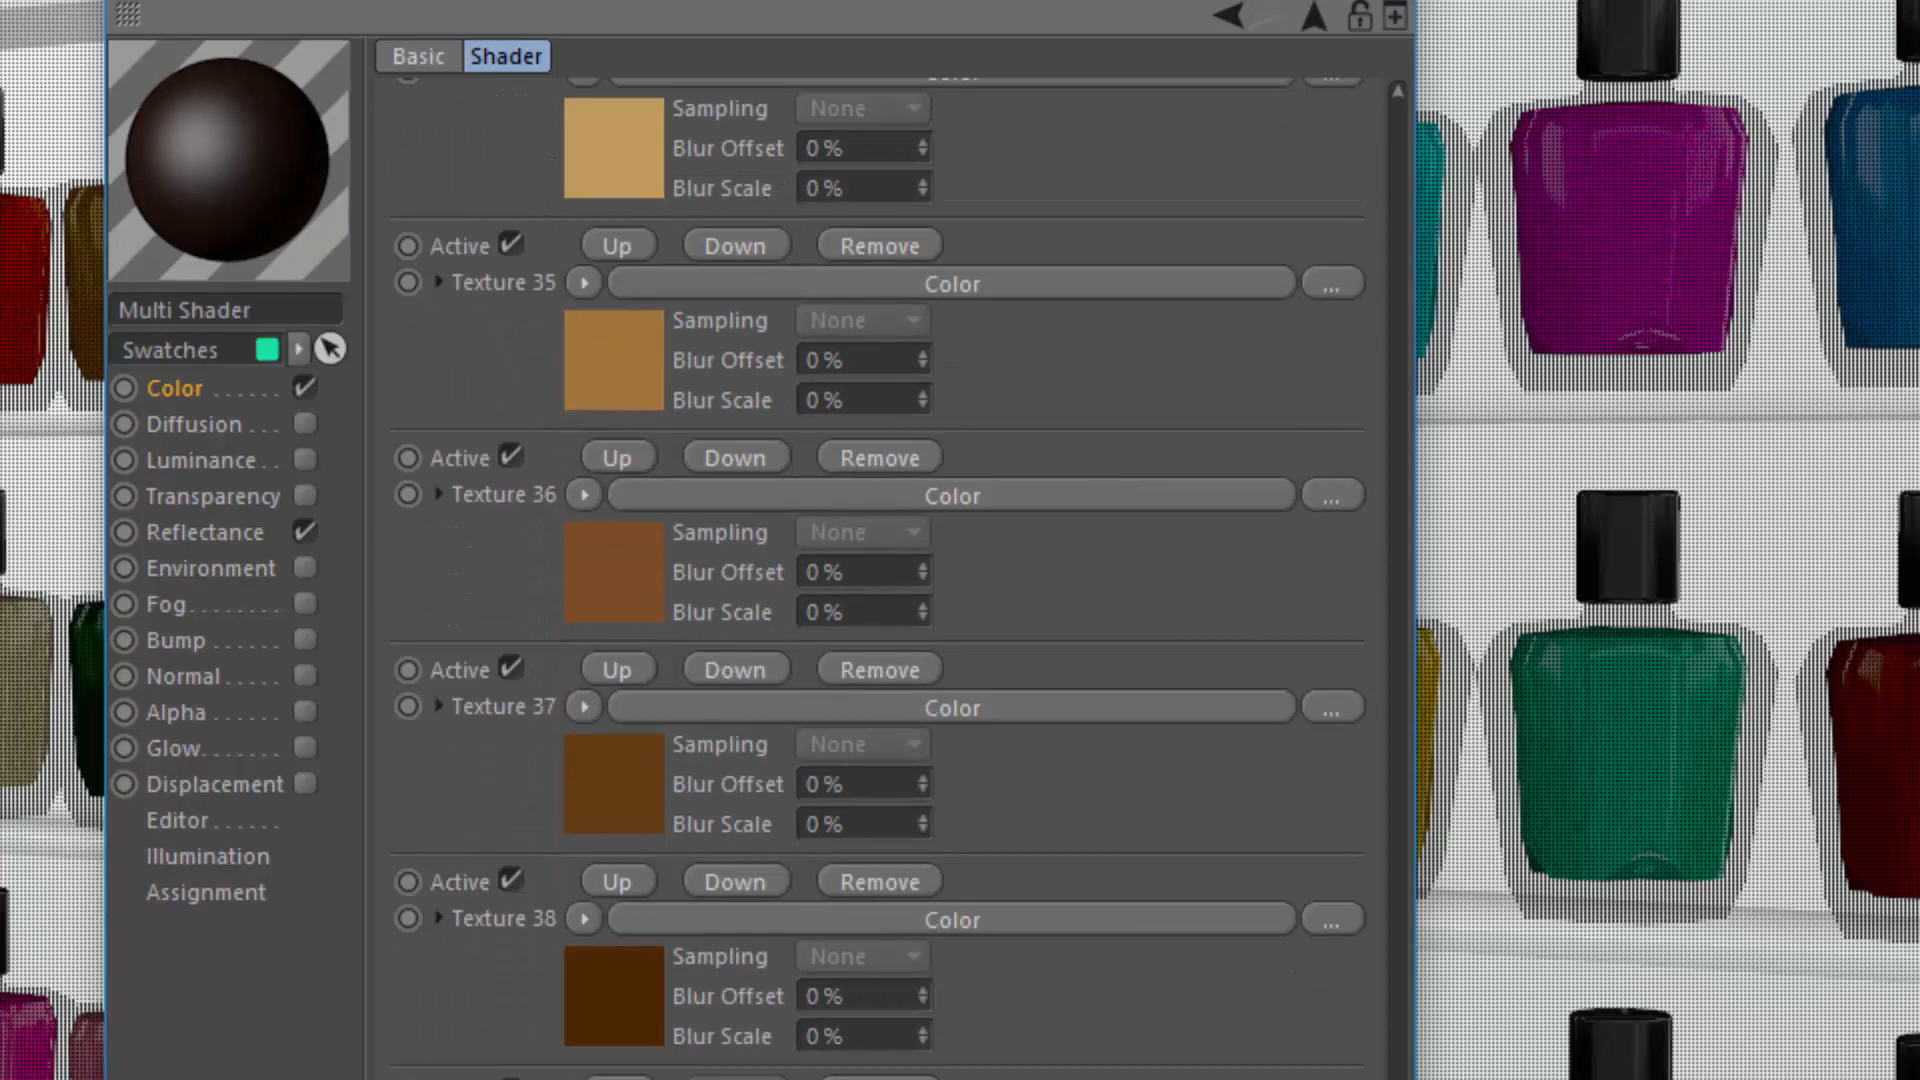 Basic Shader
Color ...
Sampling None
Blur Offset 0 %
Blur Scale 0 %
Active Up Down Remove
Texture 35 Color ...
Sampling None
Blur Offset 0 %
Blur Scale 0 %
Active Up Down Remove
Texture 36 Color ...
Sampling None
Blur Offset 0 %
Blur Scale 0 %
Active Up Down Remove
Texture 37 Color ...
Sampling None
Blur Offset 0 %
Blur Scale 0 %
Active Up Down Remove
Texture 38 Color ...
Sampling None
Blur Offset 0 %
Blur Scale 0 %
Multi Shader
Swatches
Color . . . . . .
Diffusion . . .
Luminance . .
Transparency
Reflectance
Environment
Fog . . . . . . .
Bump . . . . . .
Normal . . . . .
Alpha . . . . . .
Glow . . . . . . .
Displacement
Editor . . . . . .
Illumination
Assignment